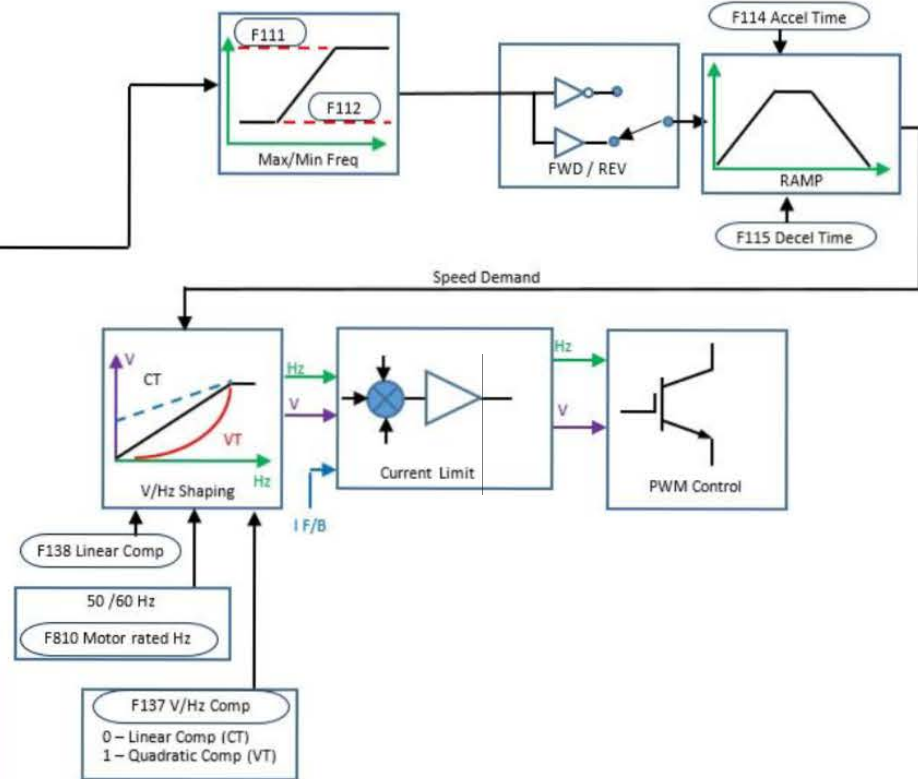 F111
F112
Max/Min Freq
FWD / REV
F114 Accel Time
RAMP
F115 Decel Time
Speed Demand
V
CT
VT
Hz
V/Hz Shaping
Hz
V
I F/B
Current Limit
Hz
V
PWM Control
F138 Linear Comp
50 /60 Hz
F810 Motor rated Hz
F137 V/Hz Comp
0 – Linear Comp (CT)
1 – Quadratic Comp (VT)